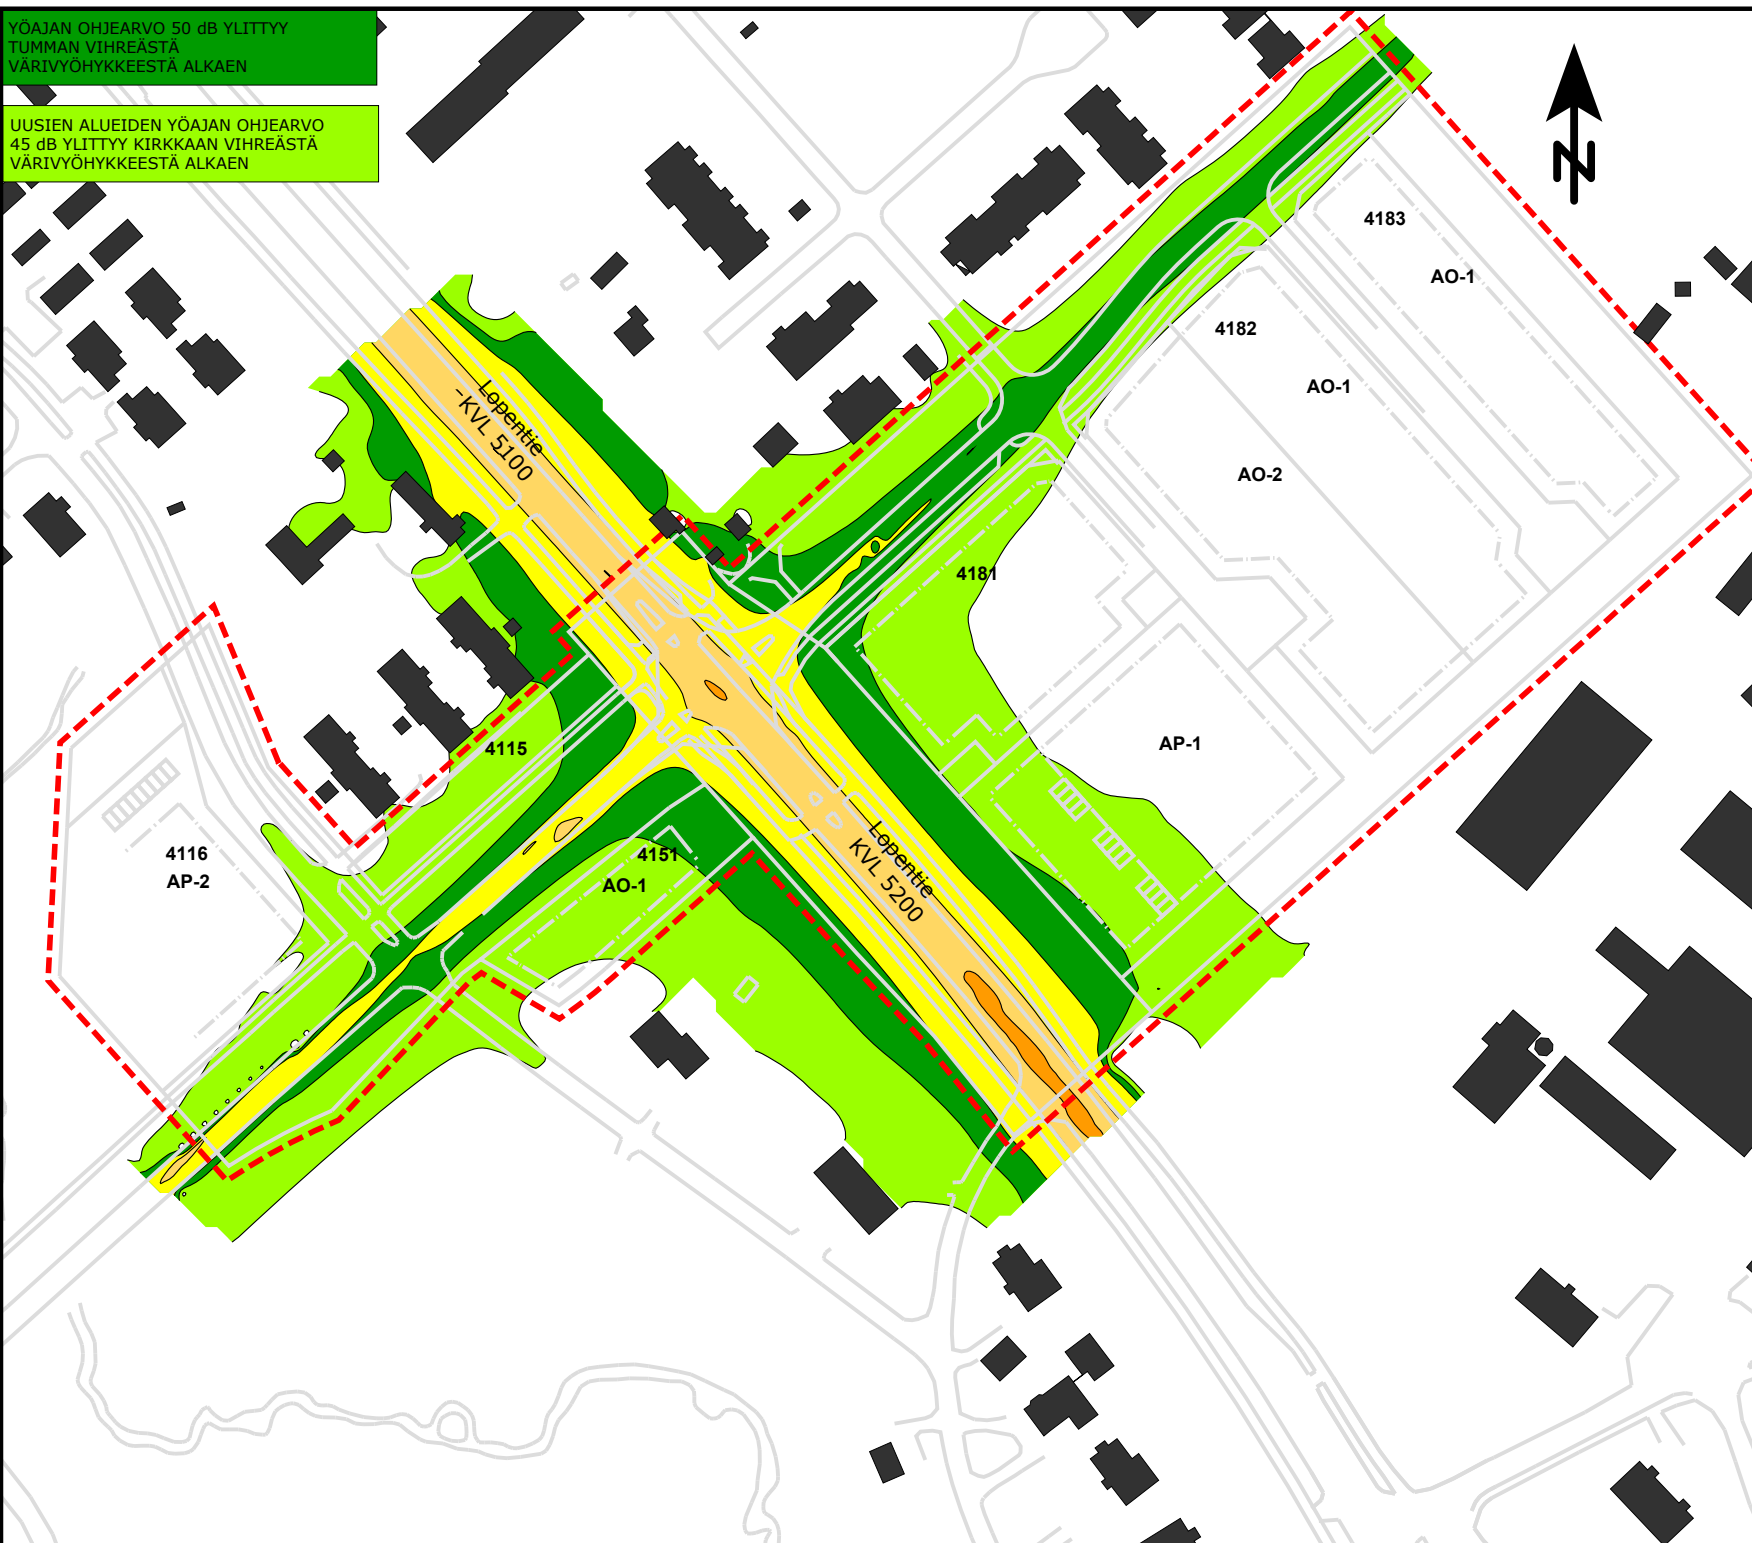 YÖAJAN OHJEARVO 50 dB YLITTYY
TUMMAN VIHREÄSTÄ
VÄRIVYÖHYKKEESTÄ ALKAEN
UUSIEN ALUEIDEN YÖAJAN OHJEARVO
45 dB YLITTYY KIRKKAAN VIHREÄSTÄ
VÄRIVYÖHYKKEESTÄ ALKAEN
N
4183
AO-1
4182
AO-1
Lopentie
KVL 5100
AO-2
4181
4115
AP-1
4116
AP-2
4151
AO-1
Lopentie
KVL 5200